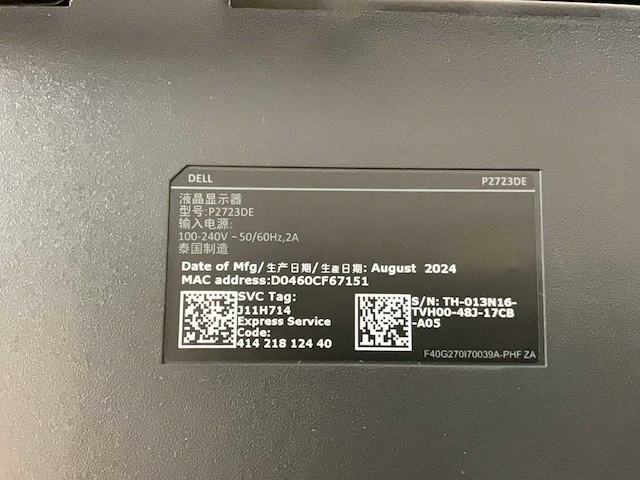 DELL
P2723DE
液晶显示器
型号:P2723DE
输入电源:
100-240V ~ 50/60Hz,2A
泰国制造
Date of Mfg/生产日期/生產日期: August 2024
MAC address:D0460CF67151
SVC Tag:
J11H714
Express Service
Code:
414 218 124 40
S/N: TH-013N16-
TVH00-48J-17CB
-A05
F40G270I70039A-PHF ZA